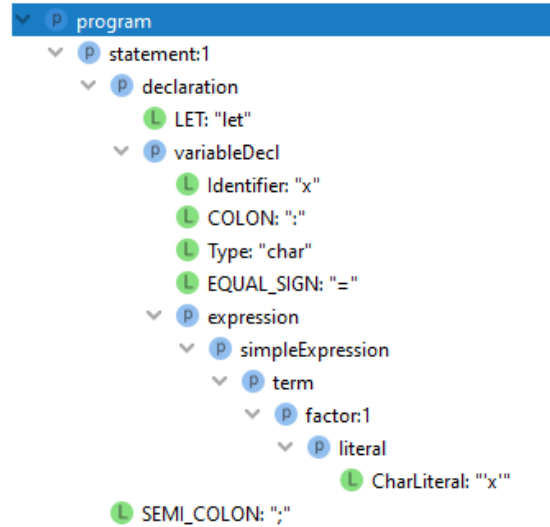 P program
P statement:1
P declaration
L LET: "let"
P variableDecl
L Identifier: "x"
L COLON: ":"
L Type: "char"
L EQUAL_SIGN: "="
P expression
P simpleExpression
P term
P factor:1
P literal
L CharLiteral: "'x'"
L SEMI_COLON: ";"